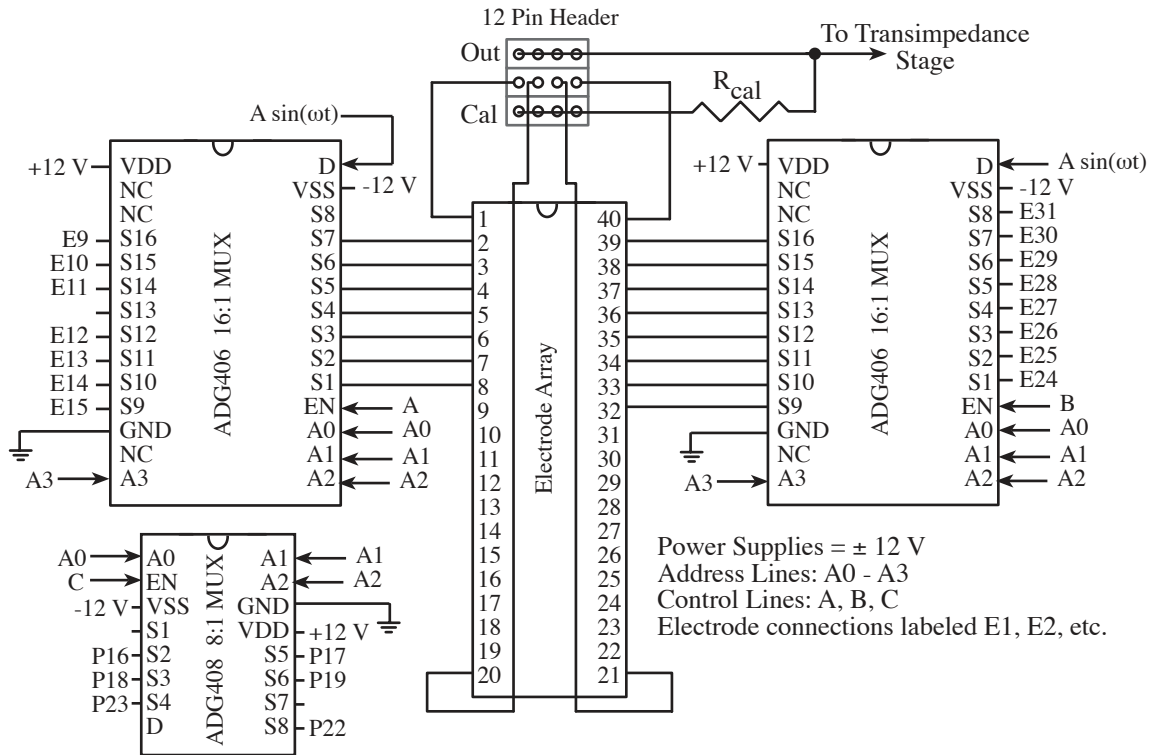 12 Pin Header
Out
Cal
To Transimpedance
Stage
Rcal
A sin(ωt)
+12 V
VDD
NC
NC
E9 S16
E10 S15
E11 S14
S13
E12 S12
E13 S11
E14 S10
E15 S9
GND
NC
A3 A3
ADG406 16:1 MUX
D
VSS -12 V
S8
S7
S6
S5
S4
S3
S2
S1
EN A
A0 A0
A1 A1
A2 A2
1
2
3
4
5
6
7
8
9
10
11
12
13
14
15
16
17
18
19
20
Electrode Array
40
39
38
37
36
35
34
33
32
31
30
29
28
27
26
25
24
23
22
21
+12 V VDD
NC
NC
S16
S15
S14
S13
S12
S11
S10
S9
GND
NC
A3 A3
ADG406 16:1 MUX
D A sin(ωt)
VSS -12 V
S8 E31
S7 E30
S6 E29
S5 E28
S4 E27
S3 E26
S2 E25
S1 E24
EN B
A0 A0
A1 A1
A2 A2
A0 A0
C EN
-12 V VSS
S1
P16 S2
P18 S3
P23 S4
D
ADG408 8:1 MUX
A1 A1
A2 A2
GND
VDD +12 V
S5 P17
S6 P19
S7
S8 P22
Power Supplies = ± 12 V
Address Lines: A0 - A3
Control Lines: A, B, C
Electrode connections labeled E1, E2, etc.